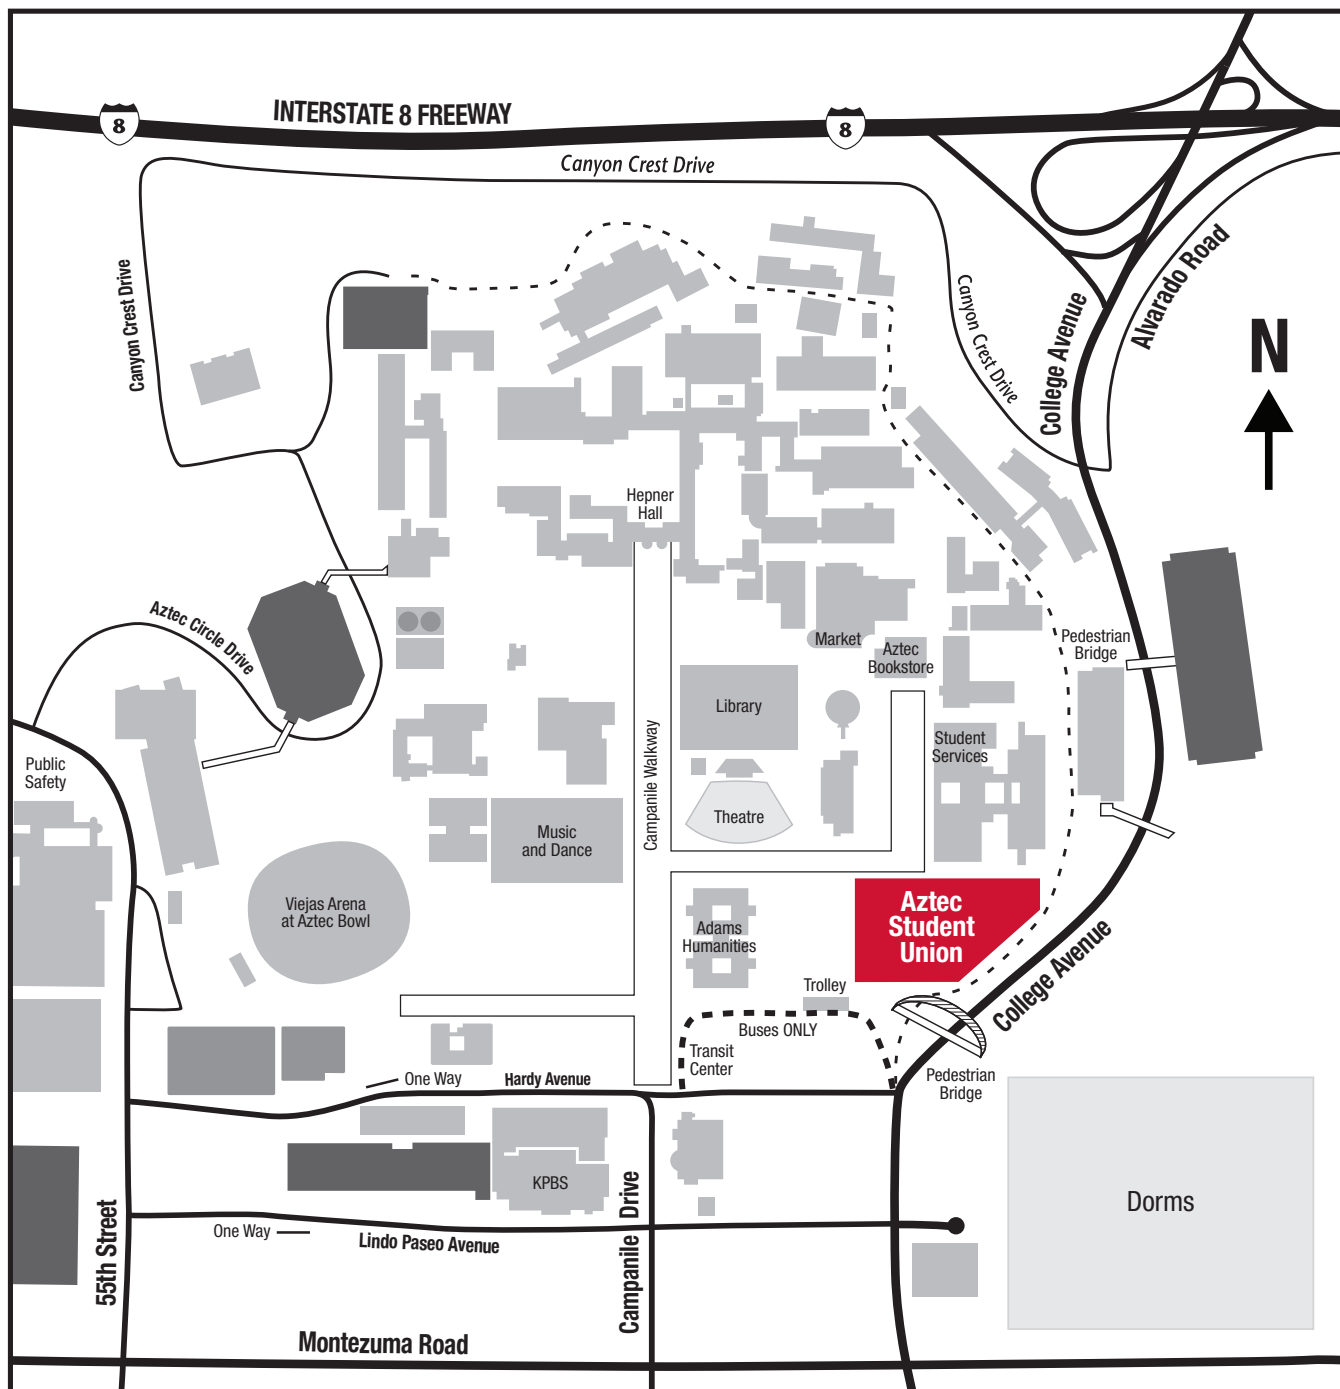 INTERSTATE 8 FREEWAY
8
8
Canyon Crest Drive
Canyon Crest Drive
Canyon Crest Drive
College Avenue
Alvarado Road
N
Hepner
Hall
Aztec Circle Drive
Pedestrian
Bridge
Market
Aztec
Bookstore
Library
Student
Services
Public
Safety
Campanile Walkway
Theatre
Music
and Dance
Viejas Arena
at Aztec Bowl
Adams
Humanities
Aztec
Student
Union
College Avenue
Trolley
Buses ONLY
Transit
Center
Pedestrian
Bridge
One Way
Hardy Avenue
KPBS
Dorms
55th Street
One Way
Lindo Paseo Avenue
Campanile Drive
Montezuma Road